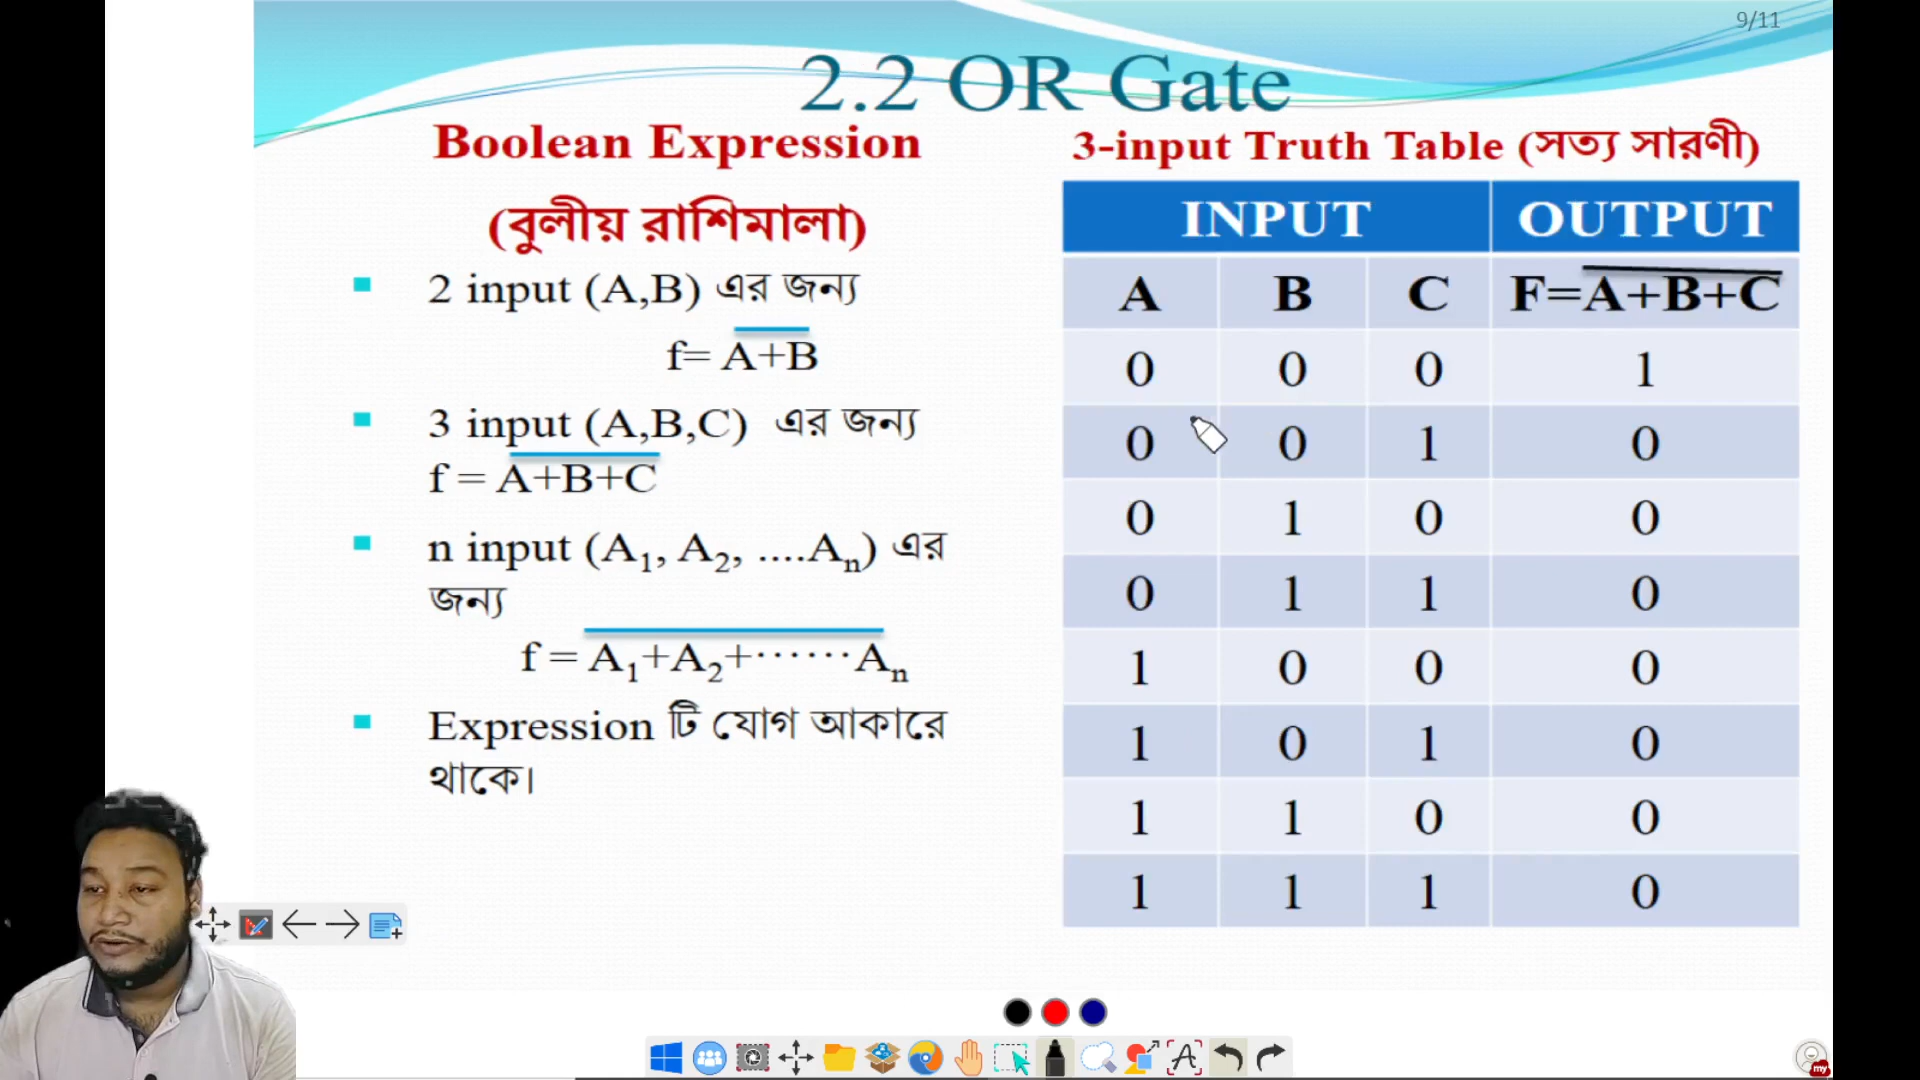 9/11
2.2 OR Gate
Boolean Expression
(বুলীয় রাশিমালা)
2 input (A,B) এর জন্য
f= A+B
3 input (A,B,C) এর জন্য
f = A+B+C
n input (A₁, A₂, ....Aₙ) এর
জন্য
f = A₁+A₂+······Aₙ
Expression টি যোগ আকারে
থাকে।
3-input Truth Table (সত্য সারণী)
INPUT OUTPUT
A B C F=A+B+C
0 0 0 1
0 0 1 0
0 1 0 0
0 1 1 0
1 0 0 0
1 0 1 0
1 1 0 0
1 1 1 0
my